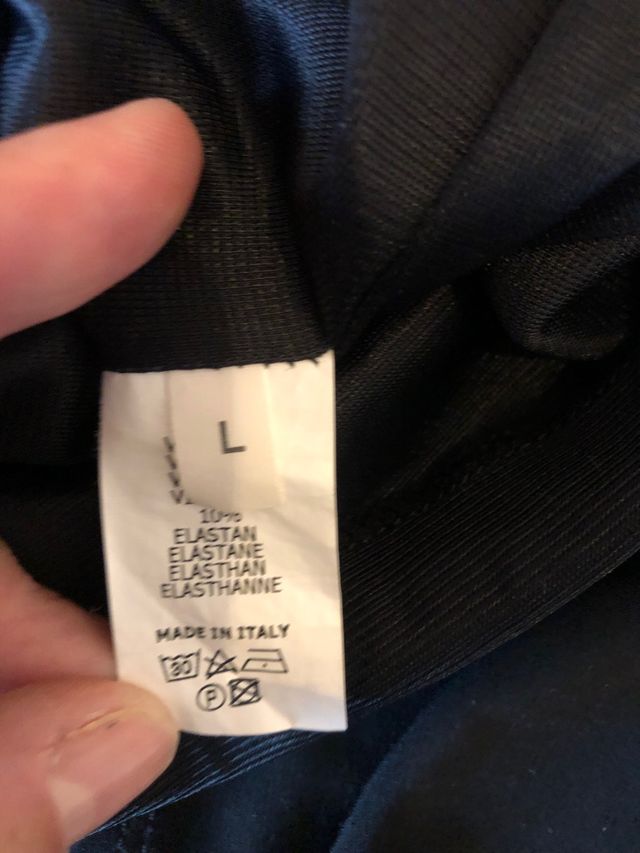 L
10%
ELASTAN
ELASTANE
ELASTHAN
ELASTHANNE
MADE IN ITALY
30
P